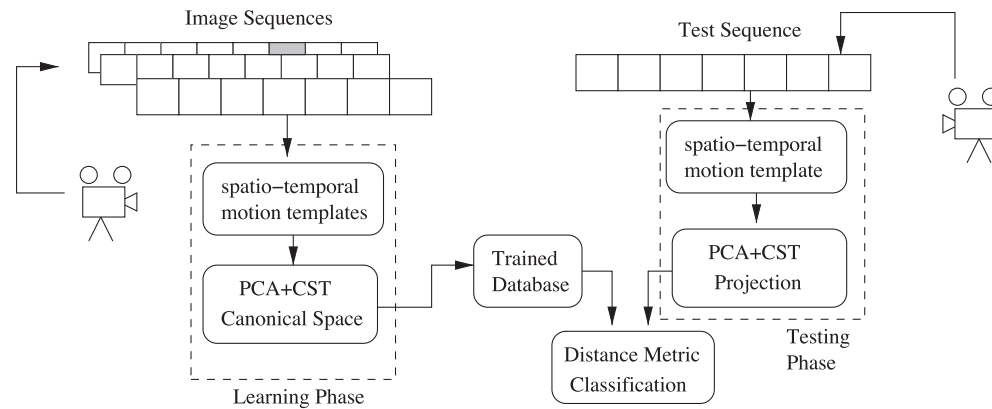 Image Sequences
Test Sequence
spatio-temporal
motion templates
PCA+CST
Canonical Space
Learning Phase
Trained
Database
spatio-temporal
motion template
PCA+CST
Projection
Testing
Phase
Distance Metric
Classification